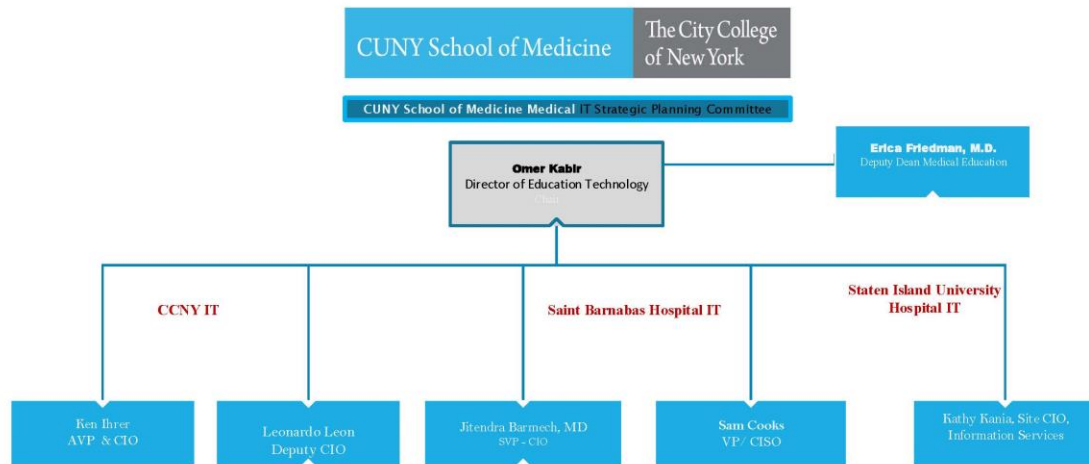 CUNY School of Medicine
The City College
of New York
CUNY School of Medicine Medical IT Strategic Planning Committee
Erica Friedman, M.D.
Deputy Dean Medical Education
Omer Kabir
Director of Education Technology
Chair
CCNY IT
Saint Barnabas Hospital IT
Staten Island University
Hospital IT
Ken Ihrer
AVP & CIO
Leonardo Leon
Deputy CIO
Jitendra Barmech, MD
SVP - CIO
Sam Cooks
VP/ CISO
Kathy Kania, Site CIO,
Information Services